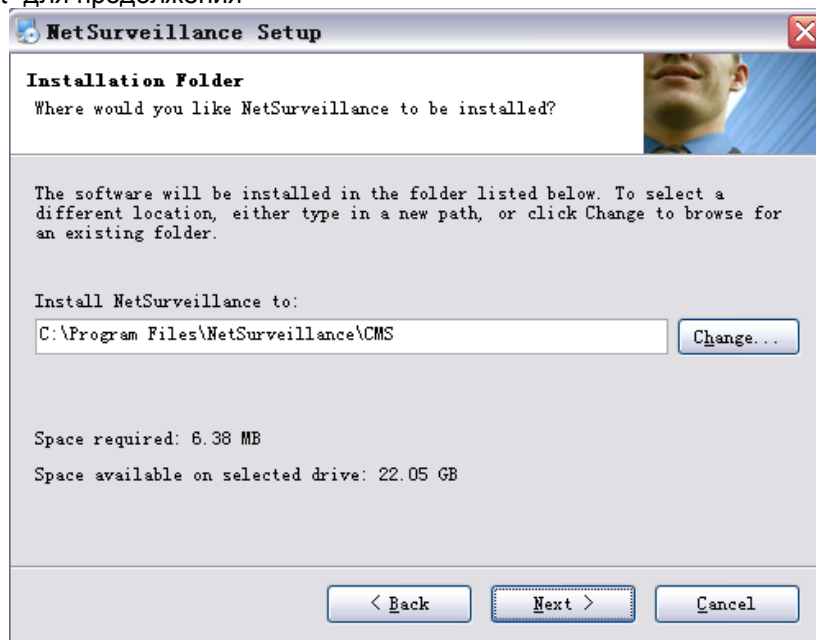 для продолжения
NetSurveillance Setup
Installation Folder
Where would you like NetSurveillance to be installed?
The software will be installed in the folder listed below. To select a
different location, either type in a new path, or click Change to browse for
an existing folder.
Install NetSurveillance to:
C:\Program Files\NetSurveillance\CMS
Change...
Space required: 6.38 MB
Space available on selected drive: 22.05 GB
< Back
Next >
Cancel